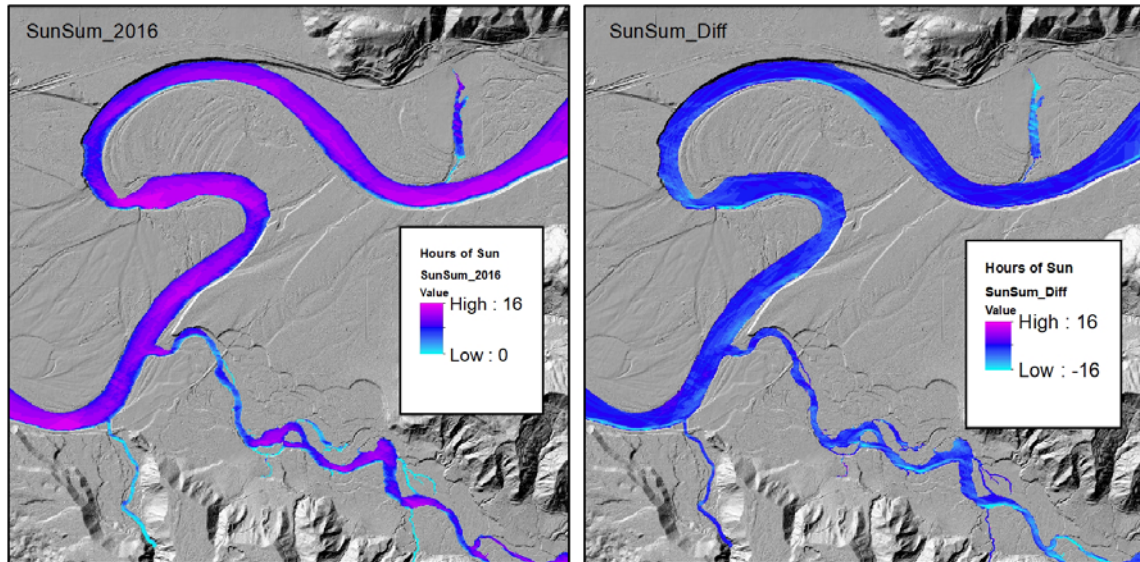 SunSum_2016
Hours of Sun
SunSum_2016
Value
High : 16
Low : 0
SunSum_Diff
Hours of Sun
SunSum_Diff
Value
High : 16
Low : -16